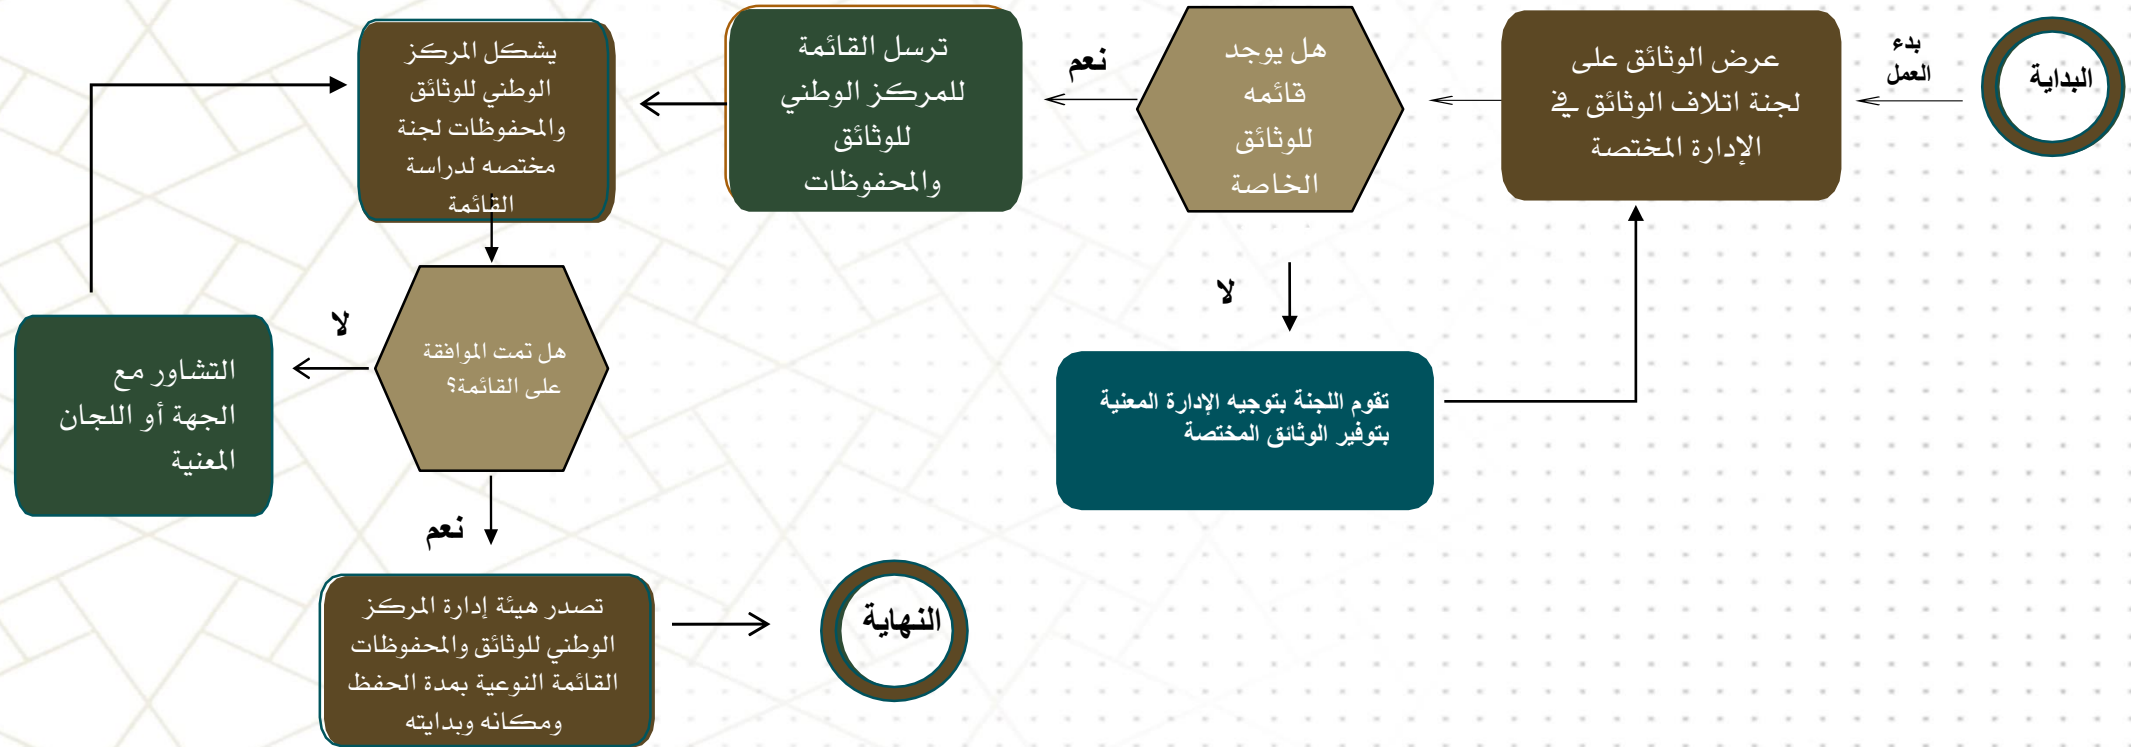 البداية
بدء
العمل
عرض الوثائق على
لجنة اتلاف الوثائق في
الإدارة المختصة
هل يوجد
قائمه
للوثائق
الخاصة
نعم
ترسل القائمة
للمركز الوطني
للوثائق
والمحفوظات
يشكل المركز
الوطني للوثائق
والمحفوظات لجنة
مختصه لدراسة
القائمة
لا
تقوم اللجنة بتوجيه الإدارة المعنية
بتوفير الوثائق المختصة
هل تمت الموافقة
على القائمة؟
لا
التشاور مع
الجهة أو اللجان
المعنية
نعم
تصدر هيئة إدارة المركز
الوطني للوثائق والمحفوظات
القائمة النوعية بمدة الحفظ
ومكانه وبدايته
النهاية